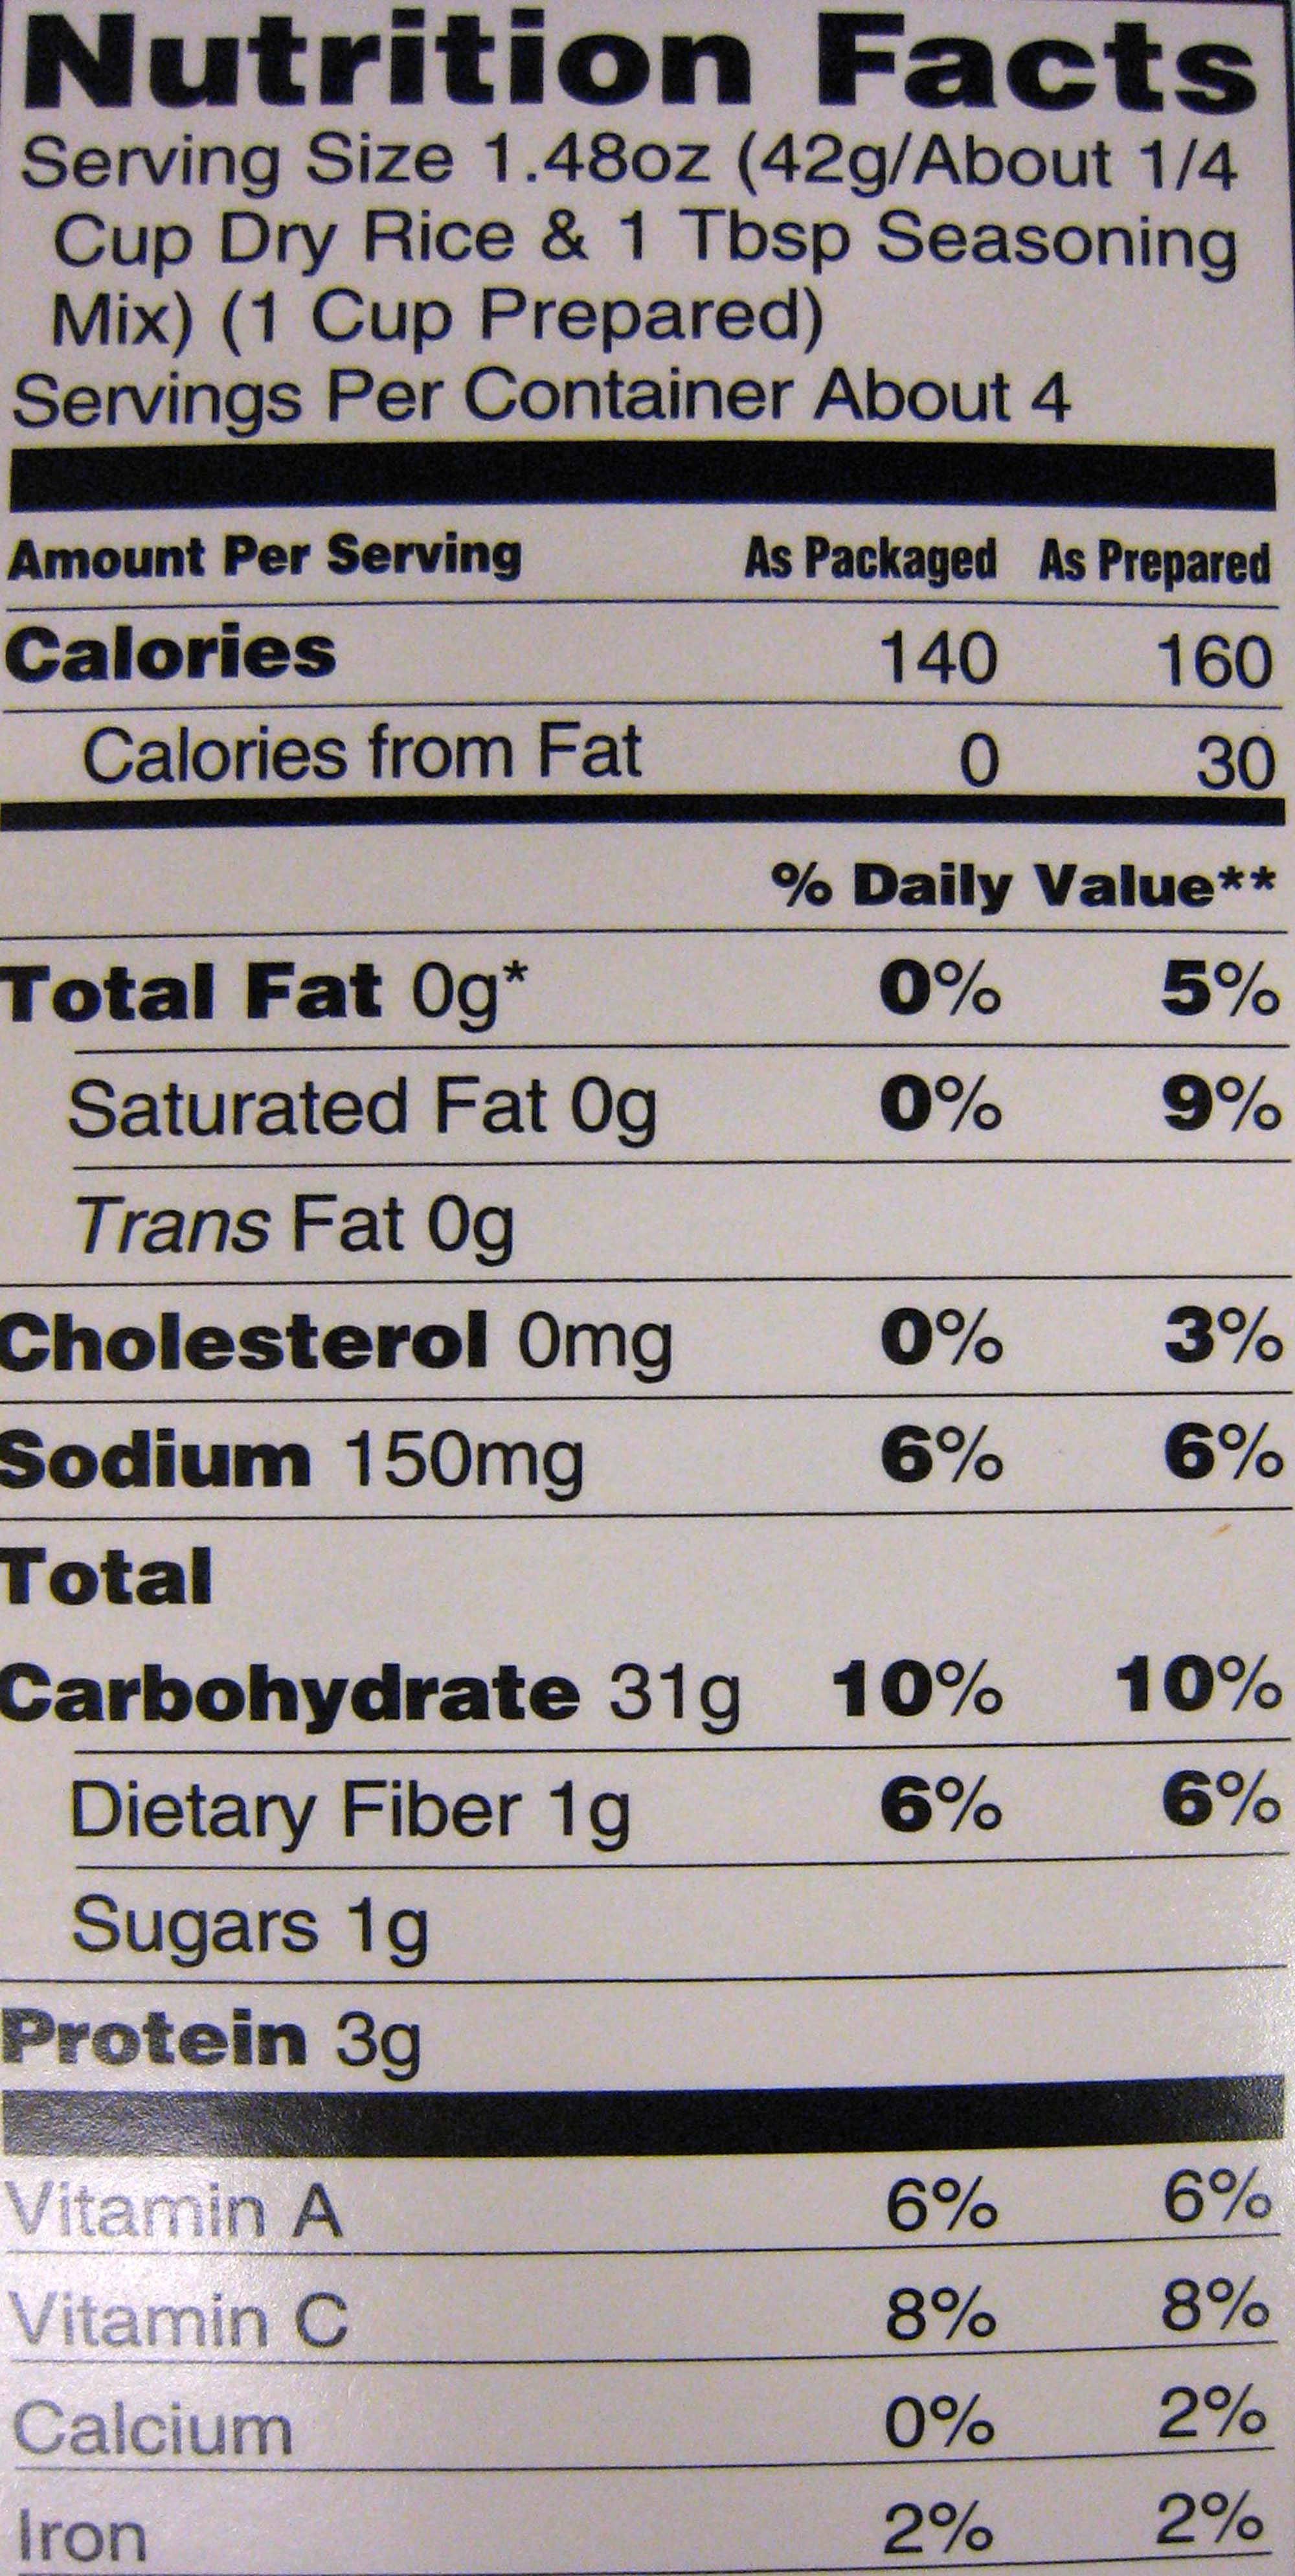 Nutrition Facts
Serving Size 1.48oz (42g/About 1/4
Cup Dry Rice & 1 Tbsp Seasoning
Mix) (1 Cup Prepared)
Servings Per Container About 4
Amount Per Serving As Packaged As Prepared
Calories 140 160
Calories from Fat 0 30
% Daily Value**
Total Fat 0g* 0% 5%
Saturated Fat 0g 0% 9%
Trans Fat 0g
Cholesterol 0mg 0% 3%
Sodium 150mg 6% 6%
Total
Carbohydrate 31g 10% 10%
Dietary Fiber 1g 6% 6%
Sugars 1g
Protein 3g
Vitamin A 6% 6%
Vitamin C 8% 8%
Calcium 0% 2%
Iron 2% 2%